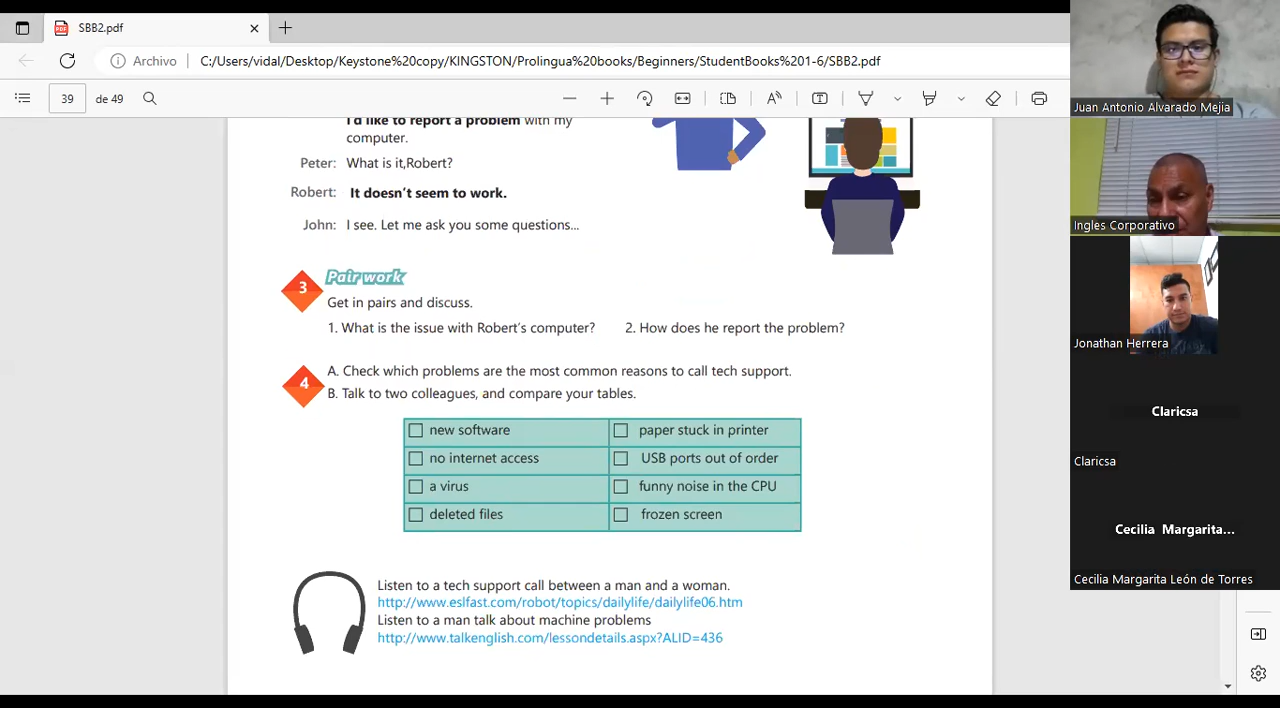 SBB2.pdf
Archivo
C:/Users/vidal/Desktop/Keystone%20copy/KINGSTON/Prolingua%20books/Beginners/StudentBooks%201-6/SBB2.pdf
39 de 49
I'd like to report a problem with my
computer.
Peter: What is it,Robert?
Robert: It doesn't seem to work.
John: I see. Let me ask you some questions...
3 Pair work
Get in pairs and discuss.
1. What is the issue with Robert's computer? 2. How does he report the problem?
4 A. Check which problems are the most common reasons to call tech support.
B. Talk to two colleagues, and compare your tables.
new software paper stuck in printer
no internet access USB ports out of order
a virus funny noise in the CPU
deleted files frozen screen
Listen to a tech support call between a man and a woman.
http://www.eslfast.com/robot/topics/dailylife/dailylife06.htm
Listen to a man talk about machine problems
http://www.talkenglish.com/lessondetails.aspx?ALID=436
Juan Antonio Alvarado Mejia
Ingles Corporativo
Jonathan Herrera
Claricsa
Claricsa
Cecilia Margarita...
Cecilia Margarita León de Torres